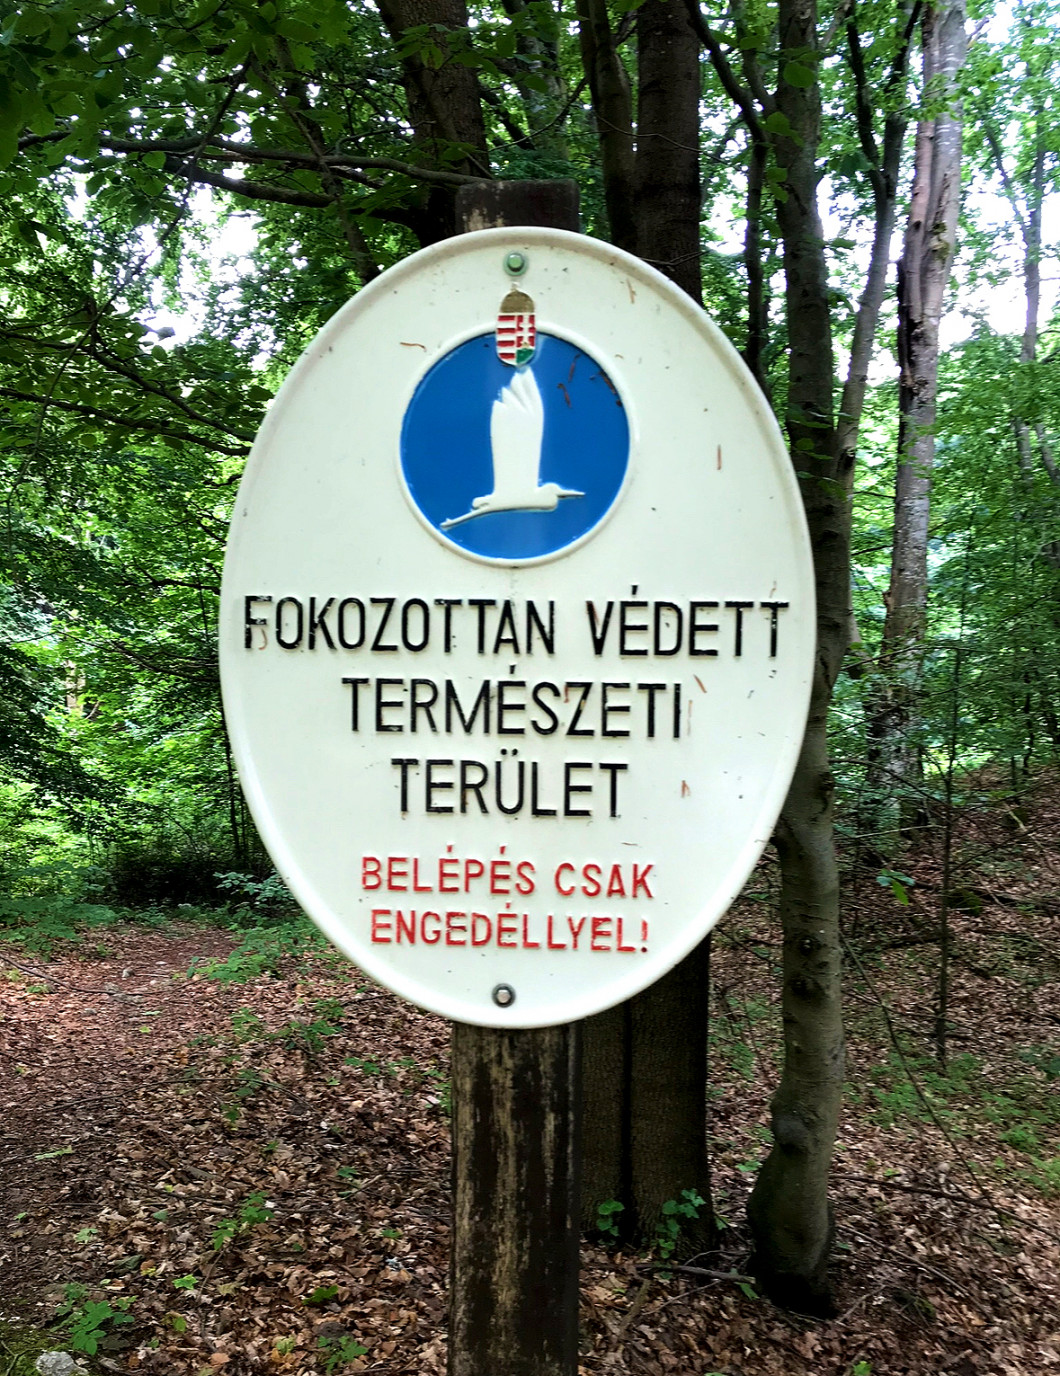 FOKOZOTTAN VÉDETT
TERMÉSZETI
TERÜLET
BELÉPÉS CSAK
ENGEDÉLLYEL!